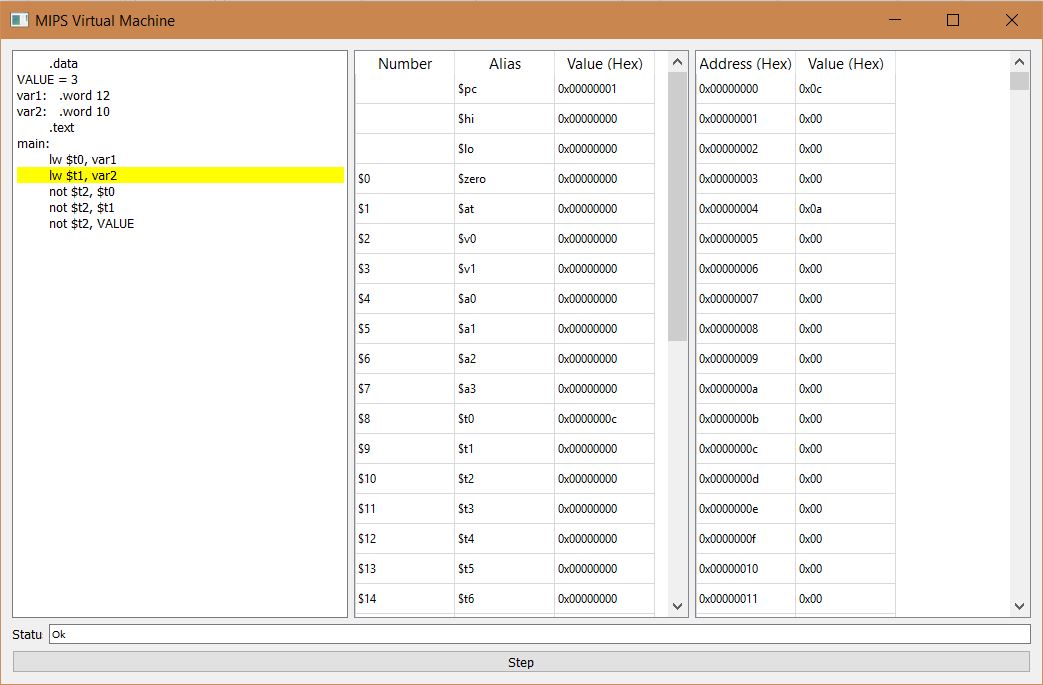 MIPS Virtual Machine
.data
VALUE = 3
var1: .word 12
var2: .word 10
.text
main:
lw $t0, var1
lw $t1, var2
not $t2, $t0
not $t2, $t1
not $t2, VALUE
Number Alias Value (Hex)
$pc 0x00000001
$hi 0x00000000
$lo 0x00000000
$0 $zero 0x00000000
$1 $at 0x00000000
$2 $v0 0x00000000
$3 $v1 0x00000000
$4 $a0 0x00000000
$5 $a1 0x00000000
$6 $a2 0x00000000
$7 $a3 0x00000000
$8 $t0 0x0000000c
$9 $t1 0x00000000
$10 $t2 0x00000000
$11 $t3 0x00000000
$12 $t4 0x00000000
$13 $t5 0x00000000
$14 $t6 0x00000000
Address (Hex) Value (Hex)
0x00000000 0x0c
0x00000001 0x00
0x00000002 0x00
0x00000003 0x00
0x00000004 0x0a
0x00000005 0x00
0x00000006 0x00
0x00000007 0x00
0x00000008 0x00
0x00000009 0x00
0x0000000a 0x00
0x0000000b 0x00
0x0000000c 0x00
0x0000000d 0x00
0x0000000e 0x00
0x0000000f 0x00
0x00000010 0x00
0x00000011 0x00
Statu Ok
Step